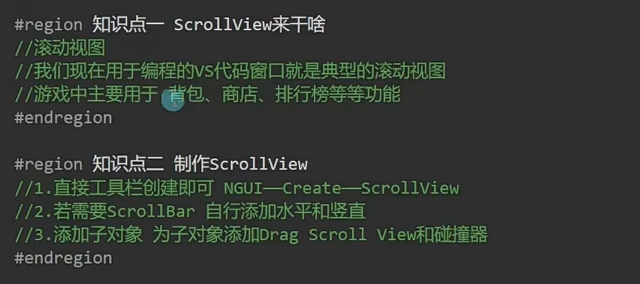 #region 知识点一 ScrollView来干啥
//滚动视图
//我们现在用于编程的VS代码窗口就是典型的滚动视图
//游戏中主要用于 背包、商店、排行榜等等功能
#endregion
#region 知识点二 制作ScrollView
//1.直接工具栏创建即可 NGUI——Create——ScrollView
//2.若需要ScrollBar 自行添加水平和竖直
//3.添加子对象 为子对象添加Drag Scroll View和碰撞器
#endregion